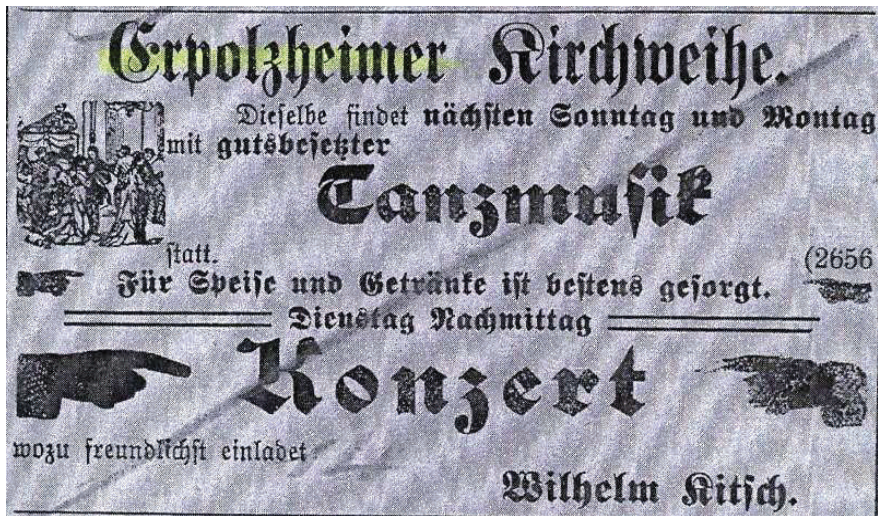 Erpolzheimer Kirchweihe.
Dieselbe findet nächsten Sonntag und Montag
mit gutsbesetzter
Tanzmusik
statt.
(2656
Für Speise und Getränke ist bestens gesorgt.
Dienstag Nachmittag
Konzert
wozu freundlichst einladet
Wilhelm Kitsch.